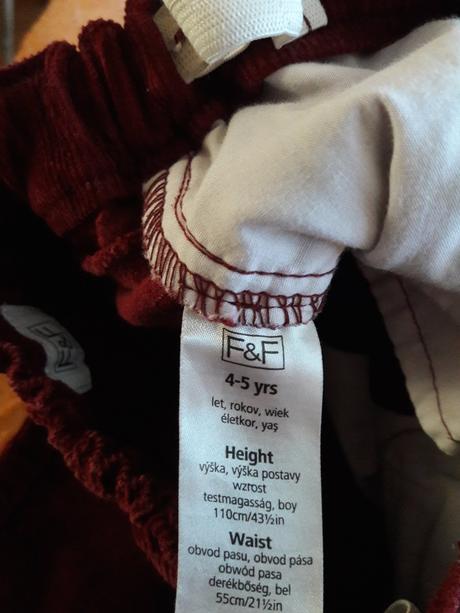 F&F
4-5 yrs
let, rokov, wiek
életkor, yaş
Height
výška, výška postavy
wzrost
testmagasság, boy
110cm/43½in
Waist
obvod pasu, obvod pása
obwód pasa
derékbőség, bel
55cm/21½in